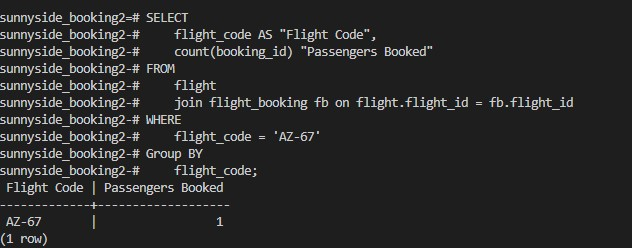 sunnyside_booking2=# SELECT
sunnyside_booking2-#     flight_code AS "Flight Code",
sunnyside_booking2-#     count(booking_id) "Passengers Booked"
sunnyside_booking2-# FROM
sunnyside_booking2-#     flight
sunnyside_booking2-#     join flight_booking fb on flight.flight_id = fb.flight_id
sunnyside_booking2-# WHERE
sunnyside_booking2-#     flight_code = 'AZ-67'
sunnyside_booking2-# Group BY
sunnyside_booking2-#     flight_code;
 Flight Code | Passengers Booked
-------------+-------------------
 AZ-67       |                 1
(1 row)